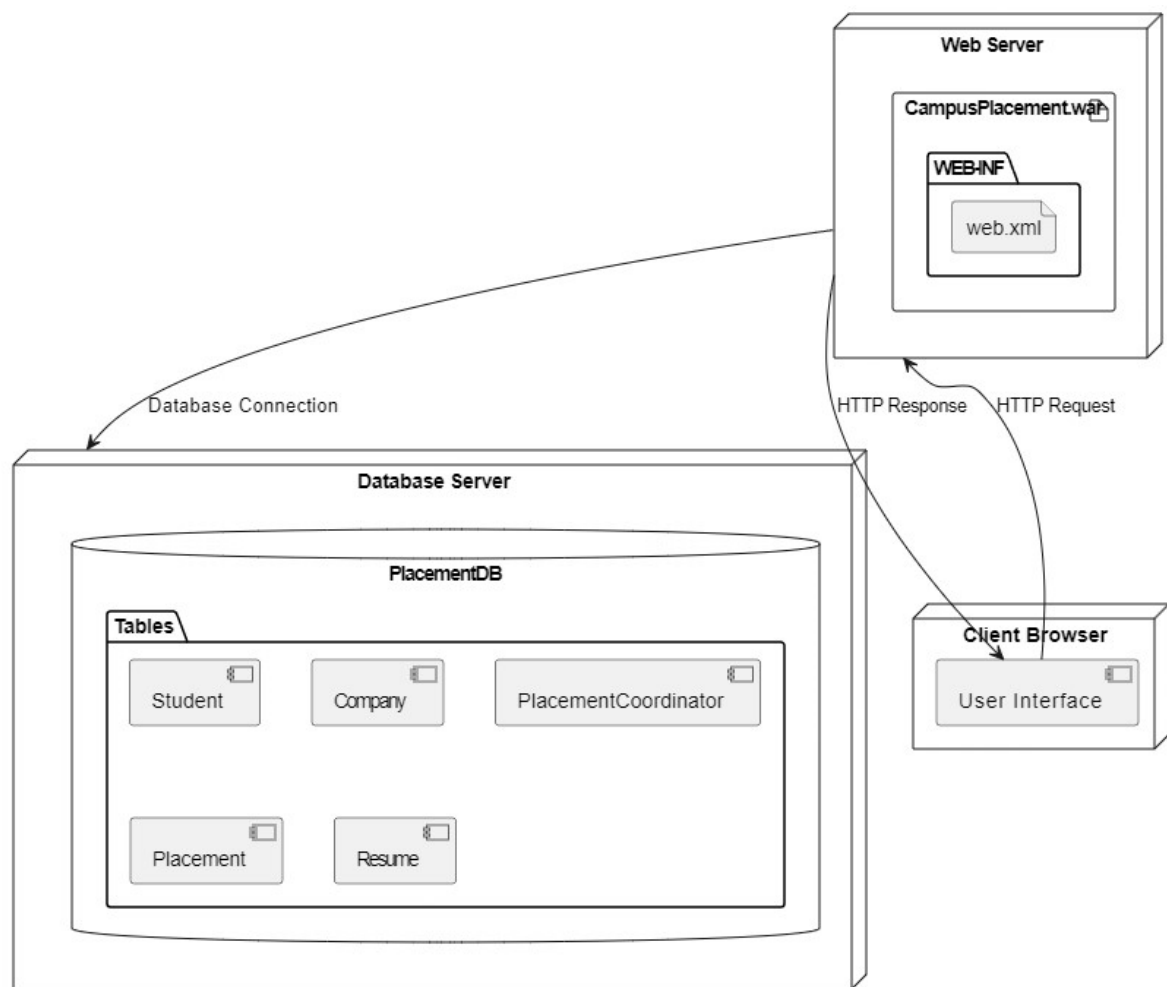 Web Server
CampusPlacement.war
WEB-INF
web.xml
Database Connection
HTTP Response
HTTP Request
Database Server
PlacementDB
Tables
Student
Company
PlacementCoordinator
Placement
Resume
Client Browser
User Interface